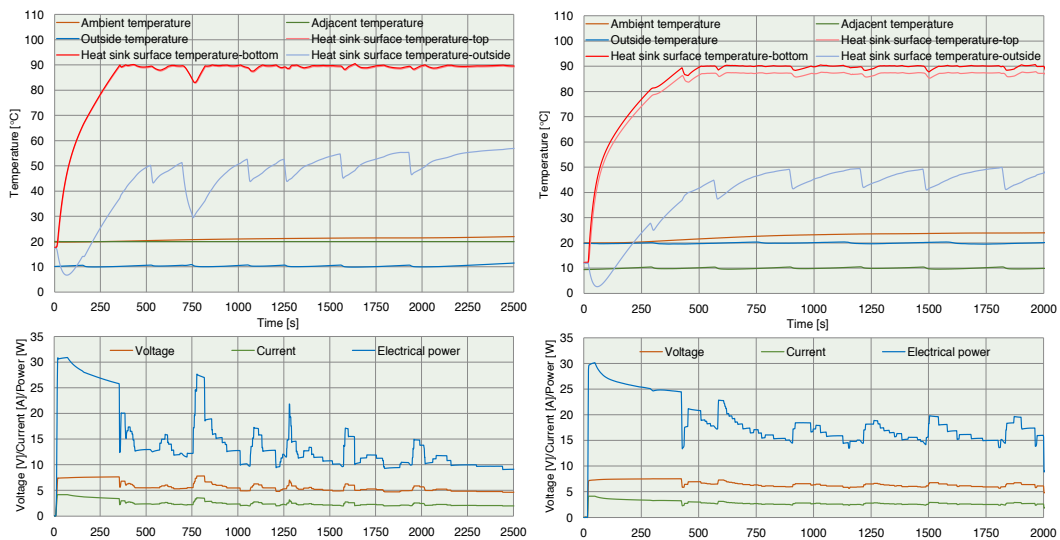 Ambient temperature Adjacent temperature
Outside temperature Heat sink surface temperature-top
Heat sink surface temperature-bottom Heat sink surface temperature-outside
Temperature [°C]
110
100
90
80
70
60
50
40
30
20
10
0
0 250 500 750 1000 1250 1500 1750 2000 2250 2500
Time [s]
Voltage Current Electrical power
Voltage [V]/Current [A]/Power [W]
35
30
25
20
15
10
5
0
0 250 500 750 1000 1250 1500 1750 2000 2250 2500
Ambient temperature Adjacent temperature
Outside temperature Heat sink surface temperature-top
Heat sink surface temperature-bottom Heat sink surface temperature-outside
Temperature [°C]
110
100
90
80
70
60
50
40
30
20
10
0
0 250 500 750 1000 1250 1500 1750 2000
Time [s]
Voltage Current Electrical power
Voltage [V]/Current [A]/Power [W]
35
30
25
20
15
10
5
0
0 250 500 750 1000 1250 1500 1750 2000